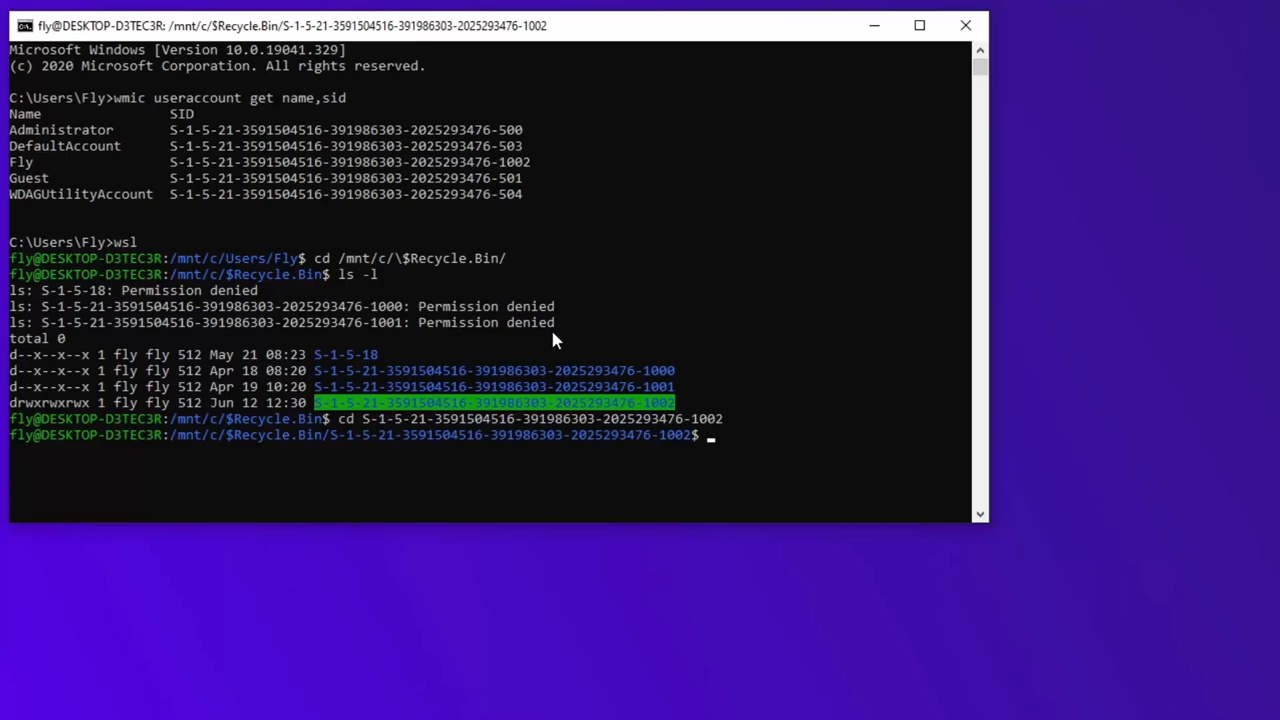 fly@DESKTOP-D3TEC3R: /mnt/c/$Recycle.Bin/S-1-5-21-3591504516-391986303-2025293476-1002
Microsoft Windows [Version 10.0.19041.329]
(c) 2020 Microsoft Corporation. All rights reserved.
C:\Users\Fly>wmic useraccount get name,sid
Name SID
Administrator S-1-5-21-3591504516-391986303-2025293476-500
DefaultAccount S-1-5-21-3591504516-391986303-2025293476-503
Fly S-1-5-21-3591504516-391986303-2025293476-1002
Guest S-1-5-21-3591504516-391986303-2025293476-501
WDAGUtilityAccount S-1-5-21-3591504516-391986303-2025293476-504
C:\Users\Fly>wsl
fly@DESKTOP-D3TEC3R:/mnt/c/Users/Fly$ cd /mnt/c/\$Recycle.Bin/
fly@DESKTOP-D3TEC3R:/mnt/c/$Recycle.Bin$ ls -l
ls: S-1-5-18: Permission denied
ls: S-1-5-21-3591504516-391986303-2025293476-1000: Permission denied
ls: S-1-5-21-3591504516-391986303-2025293476-1001: Permission denied
total 0
d--x--x--x 1 fly fly 512 May 21 08:23 S-1-5-18
d--x--x--x 1 fly fly 512 Apr 18 08:20 S-1-5-21-3591504516-391986303-2025293476-1000
d--x--x--x 1 fly fly 512 Apr 19 10:20 S-1-5-21-3591504516-391986303-2025293476-1001
drwxrwxrwx 1 fly fly 512 Jun 12 12:30 S-1-5-21-3591504516-391986303-2025293476-1002
fly@DESKTOP-D3TEC3R:/mnt/c/$Recycle.Bin$ cd S-1-5-21-3591504516-391986303-2025293476-1002
fly@DESKTOP-D3TEC3R:/mnt/c/$Recycle.Bin/S-1-5-21-3591504516-391986303-2025293476-1002$